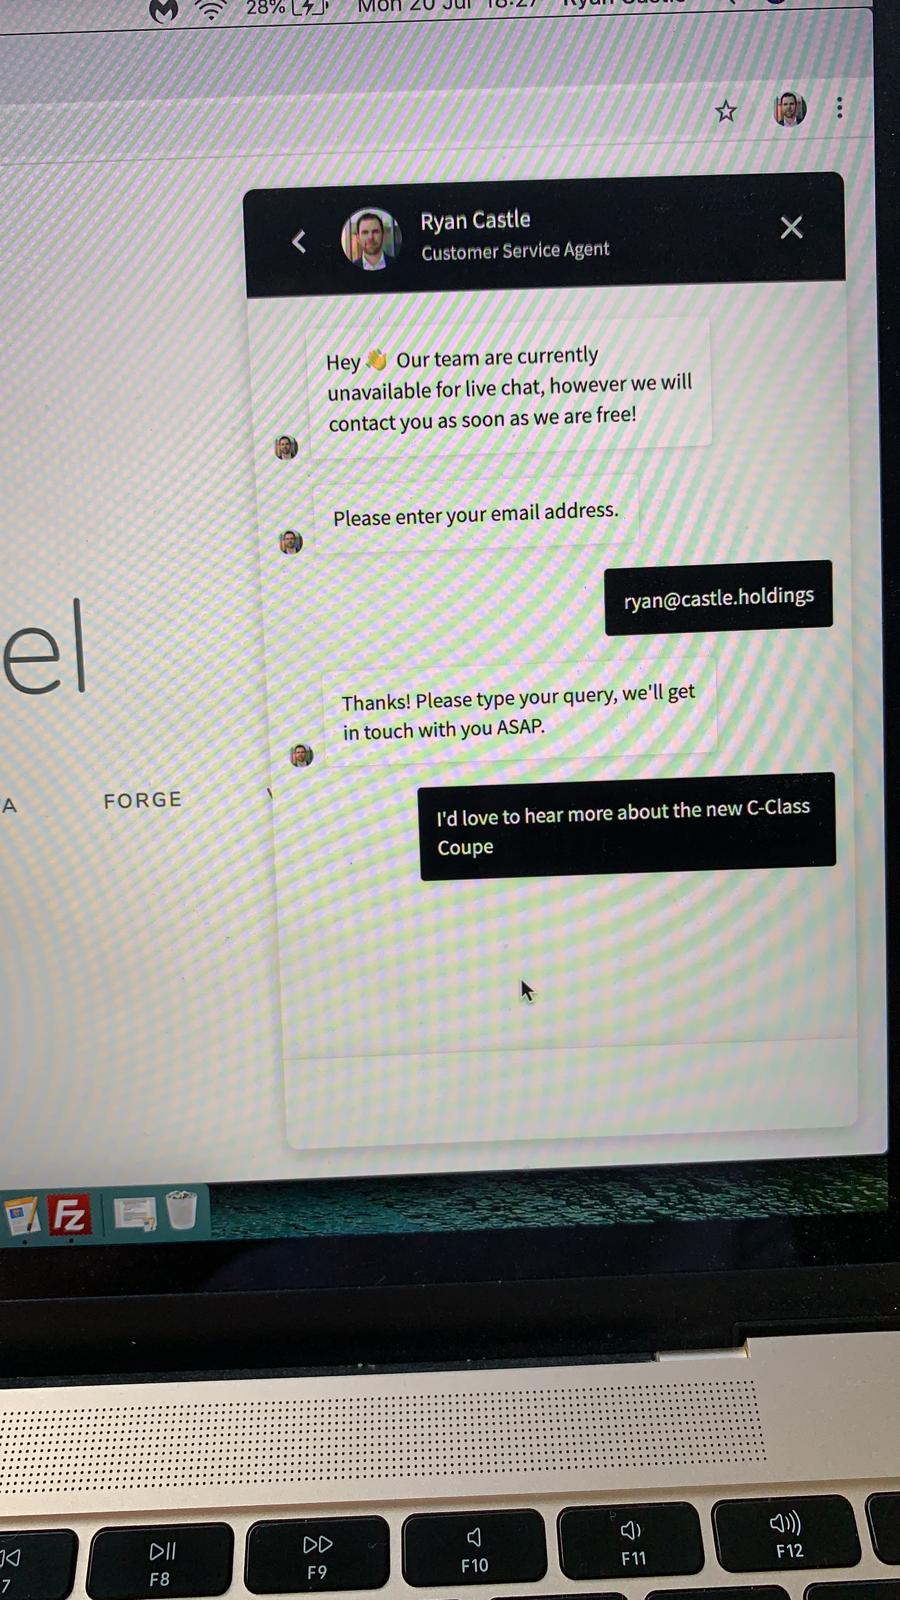 28%
Mon 20 Jul 18:27
Ryan Castle
Ryan Castle
Customer Service Agent
Hey 👋 Our team are currently
unavailable for live chat, however we will
contact you as soon as we are free!
Please enter your email address.
ryan@castle.holdings
Thanks! Please type your query, we'll get
in touch with you ASAP.
el
A
FORGE
I'd love to hear more about the new C-Class
Coupe
Fz
7
F8
F9
F10
F11
F12